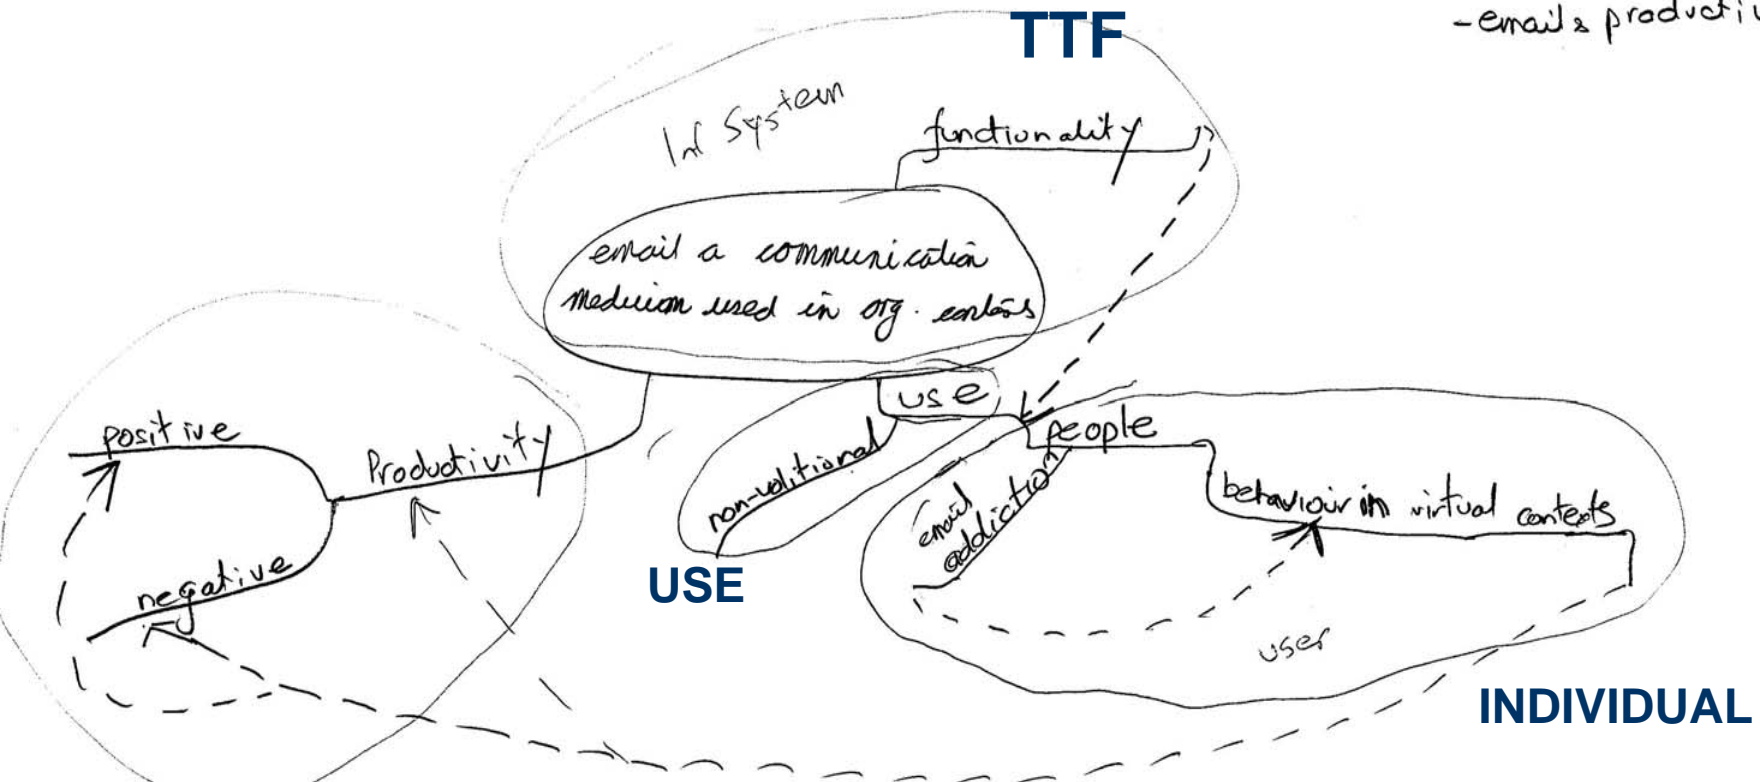 TTF
- email & productiv
Inf System
functionality
email a communication
medium used in org. contexts
use
positive
Productivity
people
non-volitional
email
addiction
behaviour in virtual contexts
negative
USE
user
INDIVIDUAL